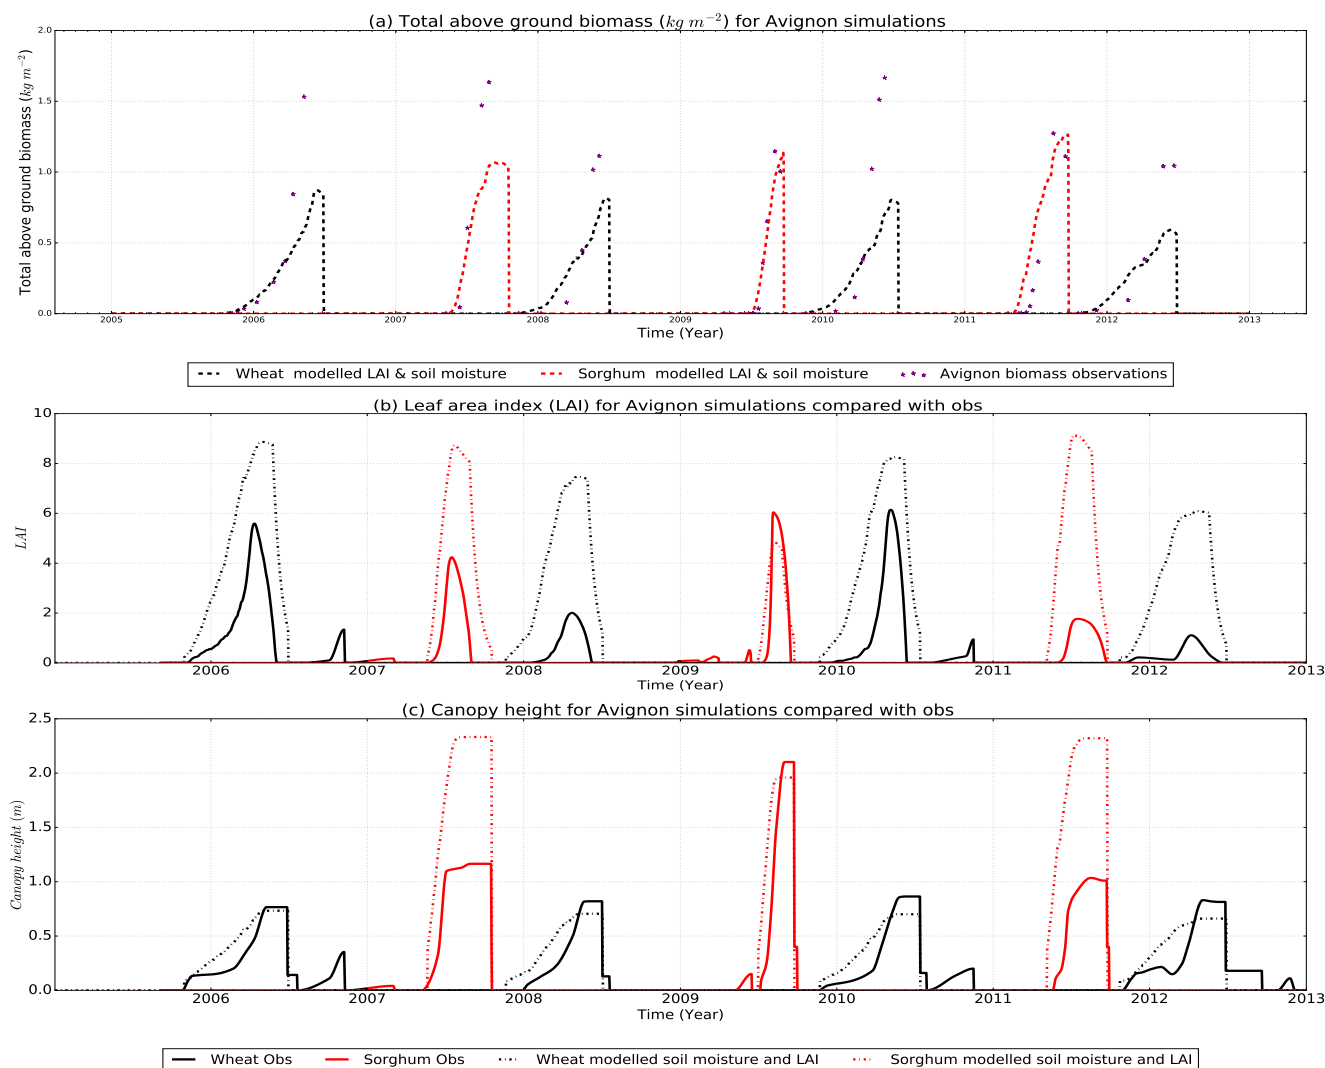 (a) Total above ground biomass (kg m⁻²) for Avignon simulations
Total above ground biomass (kg m⁻²)
2.0
1.5
1.0
0.5
0.0
2005 2006 2007 2008 2009 2010 2011 2012 2013
Time (Year)
Wheat modelled LAI & soil moisture Sorghum modelled LAI & soil moisture Avignon biomass observations
(b) Leaf area index (LAI) for Avignon simulations compared with obs
LAI
10
8
6
4
2
0
2006 2007 2008 2009 2010 2011 2012 2013
Time (Year)
(c) Canopy height for Avignon simulations compared with obs
Canopy height (m)
2.5
2.0
1.5
1.0
0.5
0.0
2006 2007 2008 2009 2010 2011 2012 2013
Time (Year)
Wheat Obs Sorghum Obs Wheat modelled soil moisture and LAI Sorghum modelled soil moisture and LAI